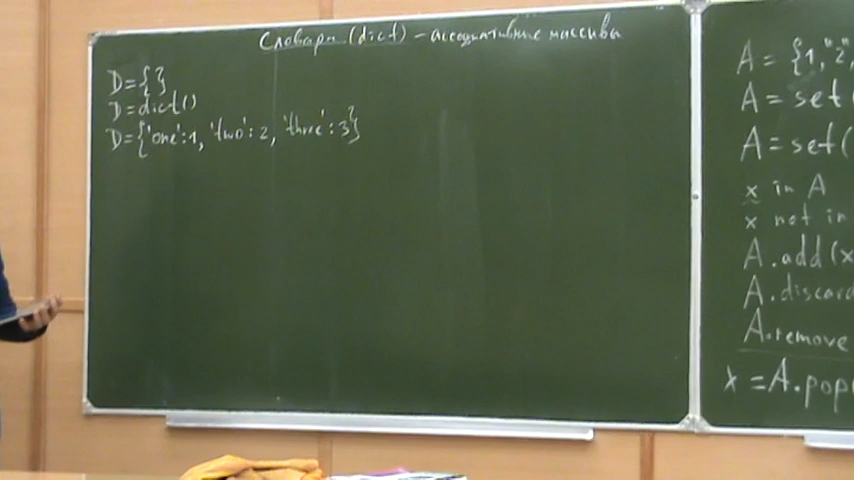 Словари (dict) - ассоциативные массивы
D={}
D=dict()
D={'one':1, 'two':2, 'three':3}
A = {1,"2",
A = set(
A = set(
x in A
x not in
A.add(x
A.discard
A.remove
x = A.pop(